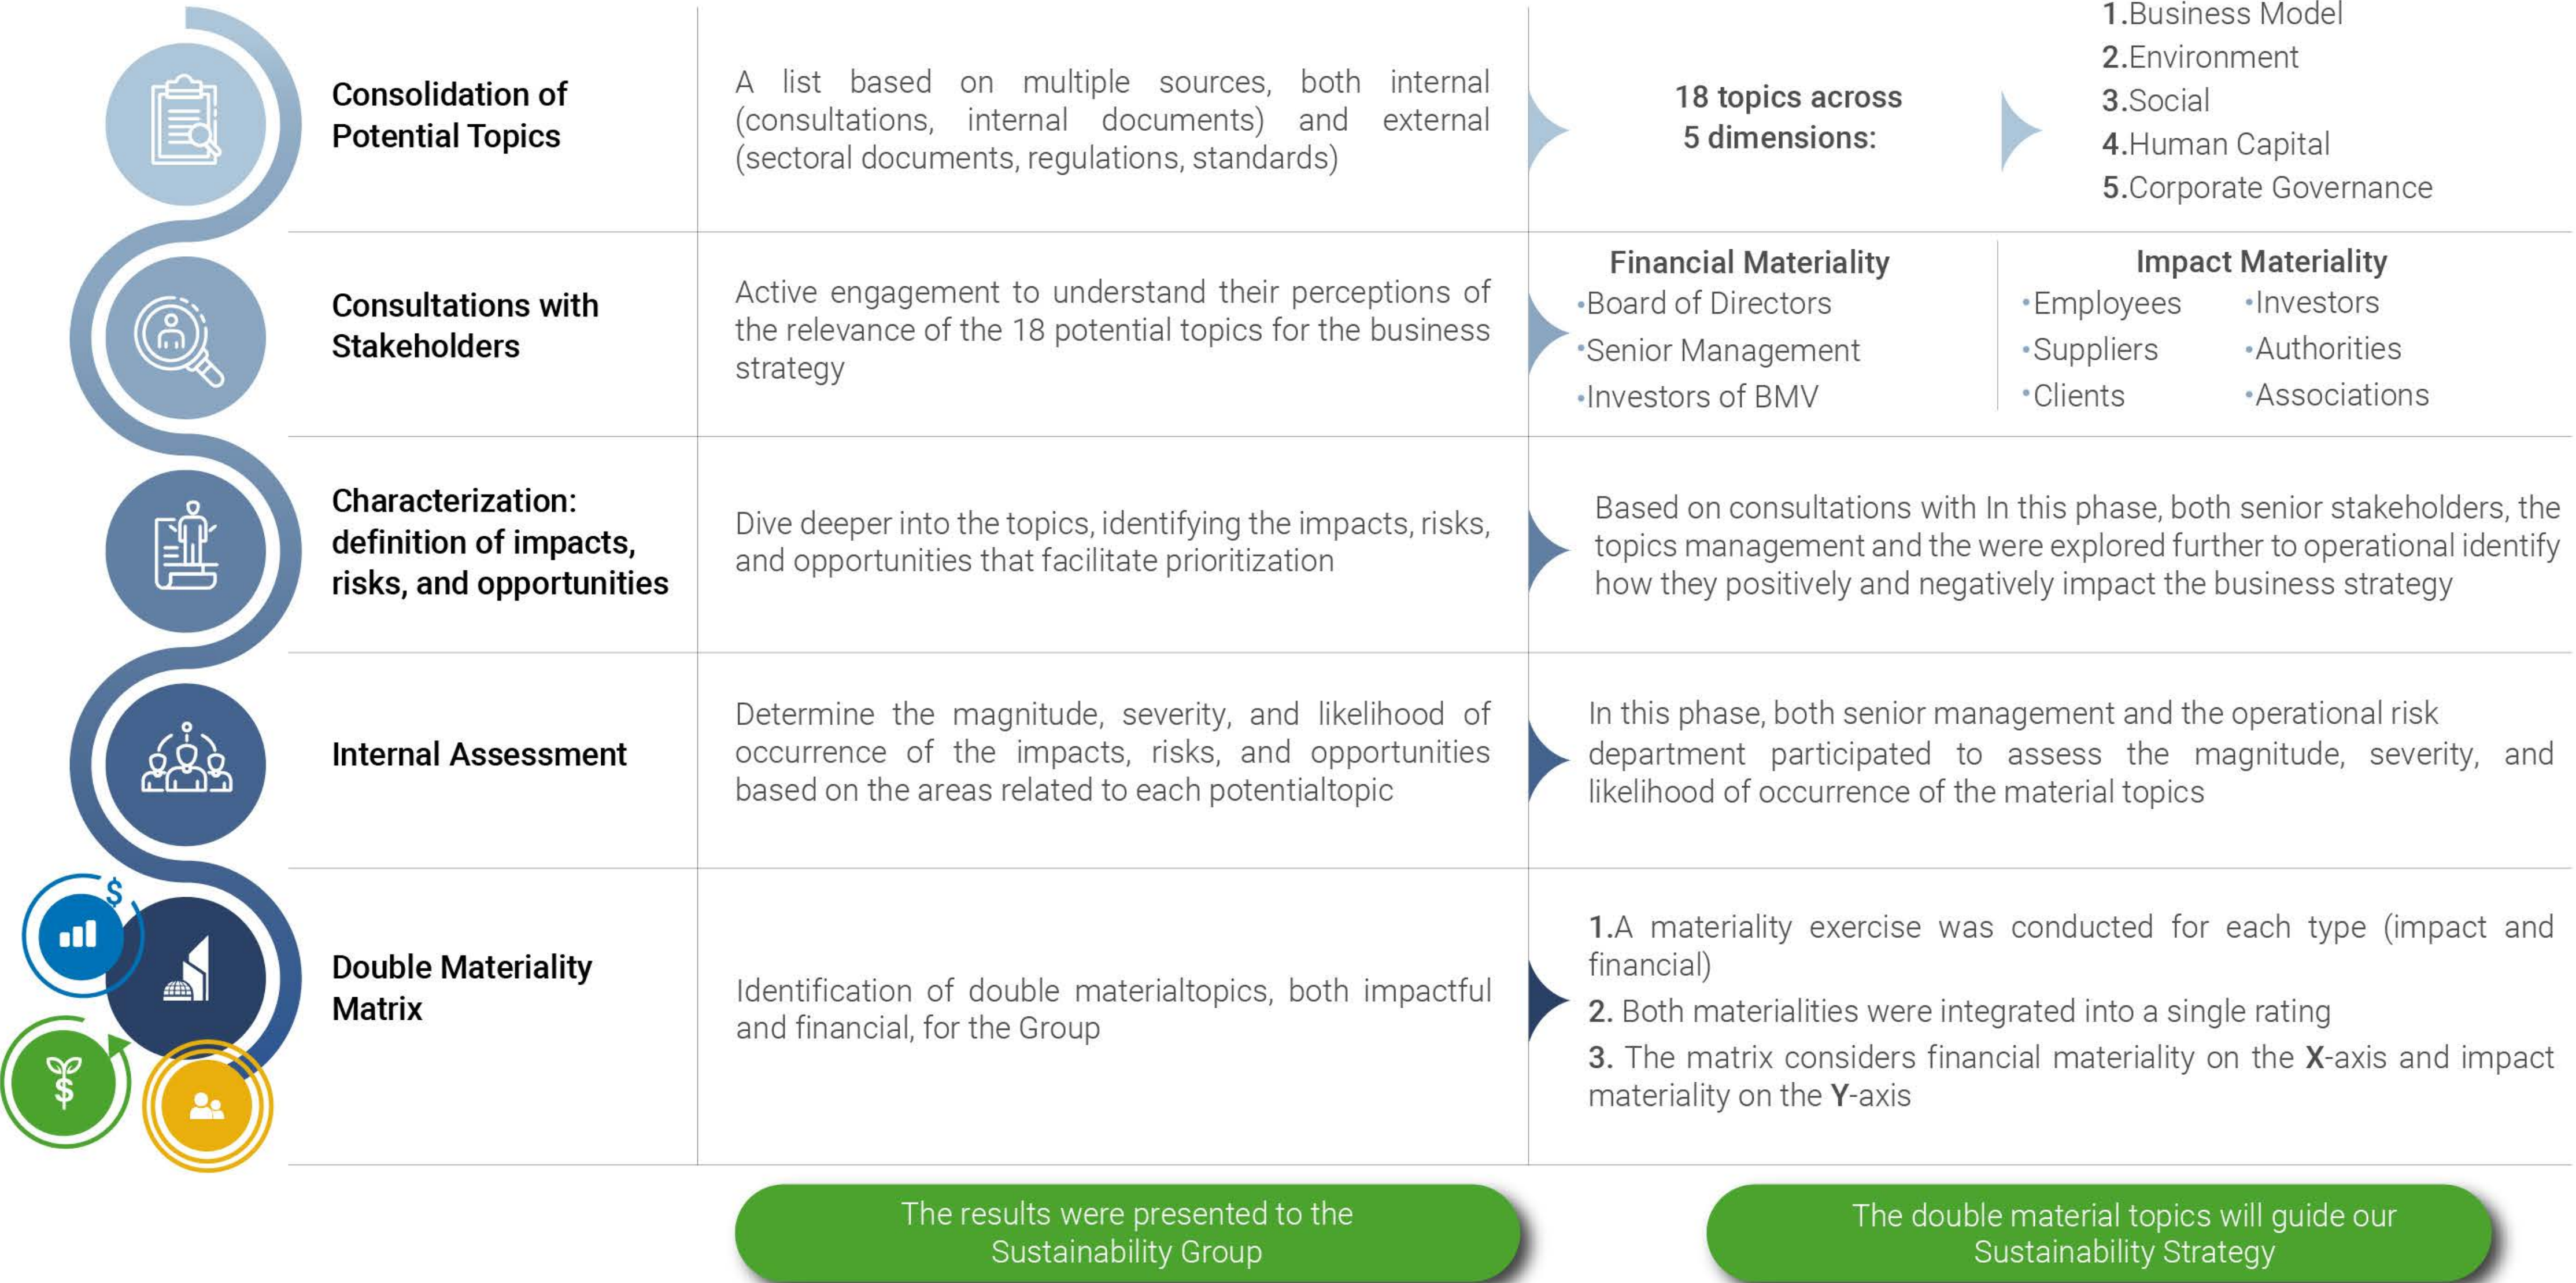 Consolidation of
Potential Topics
A list based on multiple sources, both internal
(consultations, internal documents) and external
(sectoral documents, regulations, standards)
18 topics across
5 dimensions:
1.Business Model
2.Environment
3.Social
4.Human Capital
5.Corporate Governance
Consultations with
Stakeholders
Active engagement to understand their perceptions of
the relevance of the 18 potential topics for the business
strategy
Financial Materiality
•Board of Directors
•Senior Management
•Investors of BMV
Impact Materiality
•Employees
•Suppliers
•Clients
•Investors
•Authorities
•Associations
Characterization:
definition of impacts,
risks, and opportunities
Dive deeper into the topics, identifying the impacts, risks,
and opportunities that facilitate prioritization
Based on consultations with In this phase, both senior stakeholders, the
topics management and the were explored further to operational identify
how they positively and negatively impact the business strategy
Internal Assessment
Determine the magnitude, severity, and likelihood of
occurrence of the impacts, risks, and opportunities
based on the areas related to each potentialtopic
In this phase, both senior management and the operational risk
department participated to assess the magnitude, severity, and
likelihood of occurrence of the material topics
$
$
Double Materiality
Matrix
Identification of double materialtopics, both impactful
and financial, for the Group
1.A materiality exercise was conducted for each type (impact and
financial)
2. Both materialities were integrated into a single rating
3. The matrix considers financial materiality on the X-axis and impact
materiality on the Y-axis
The results were presented to the
Sustainability Group
The double material topics will guide our
Sustainability Strategy